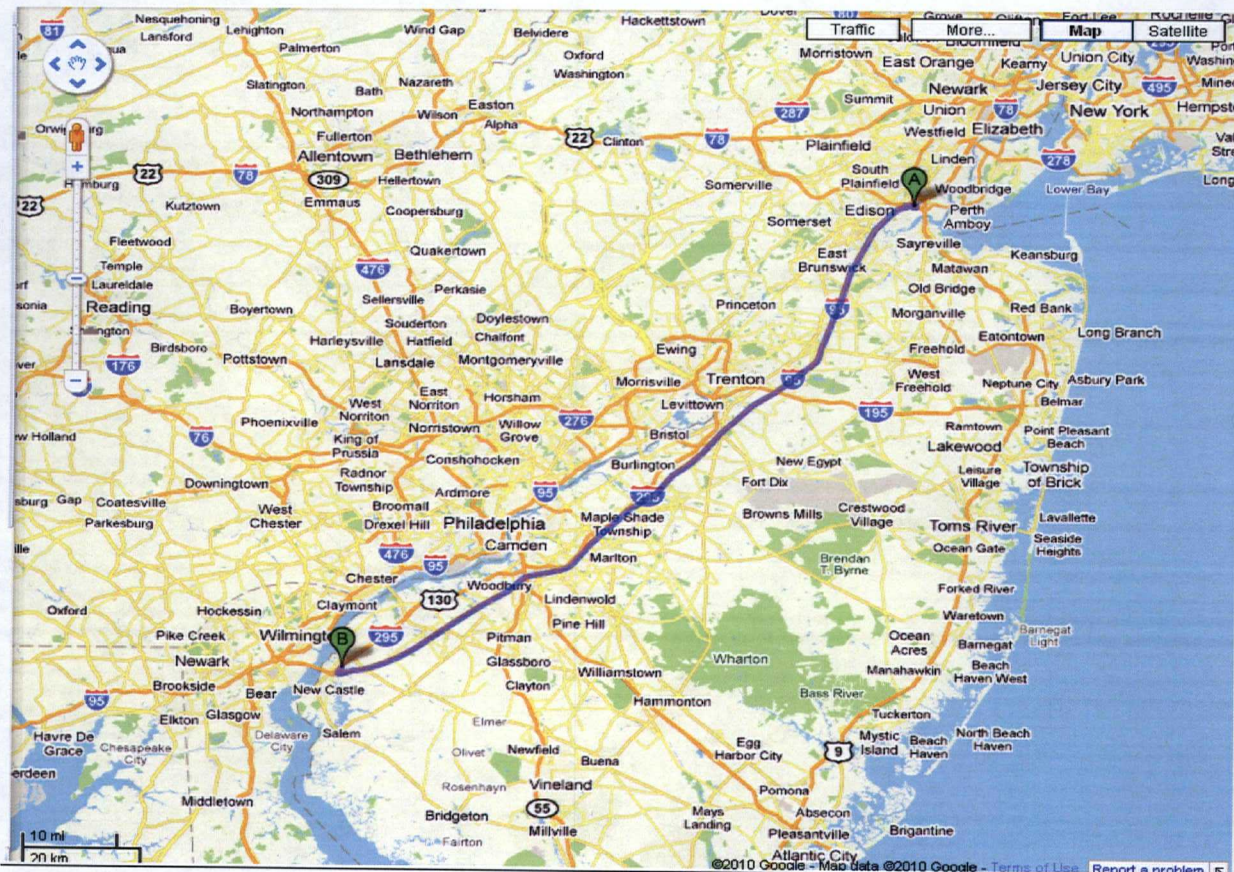 Nesquehoning
Lehighton
Wind Gap
Belvidere
Hackettstown
Traffic
More...
Map
Satellite
81
Lansford
Palmerton
Oxford
Washington
Morristown
East Orange
Kearny
Union City
Slatington
Bath
Nazareth
Newark
Jersey City
495
287
Summit
Union
78
New York
Northampton
Wilson
Easton
Alpha
22
Clinton
78
Westfield
Elizabeth
Fullerton
Plainfield
Allentown
Bethlehem
Linden
278
22
78
309
Hellertown
South
Plainfield
A
Woodbridge
Lower Bay
22
Kutztown
Emmaus
Coopersburg
Somerville
Edison
Perth
Amboy
Somerset
Fleetwood
Quakertown
Sayreville
Temple
Laureldale
476
East
Brunswick
Keansburg
Matawan
Reading
Sellersville
Perkasie
Princeton
Old Bridge
Boyertown
Souderton
Doylestown
95
Morganville
Red Bank
Birdsboro
Harleysville
Hatfield
Chalfont
Eatontown
Long Branch
176
Pottstown
Lansdale
Montgomeryville
Ewing
Freehold
Morrisville
Trenton
95
West
Freehold
Neptune City
Asbury Park
East
Norriton
Horsham
Levittown
195
Belmar
West
Norriton
Phoenixville
Norristown
Willow
Grove
276
Bristol
Ramtown
Point Pleasant
Beach
76
King of
Prussia
Lakewood
Conshohocken
Burlington
New Egypt
Leisure
Village
Township
of Brick
Radnor
Township
Downingtown
Ardmore
95
295
Fort Dix
Gap
Coatesville
West
Chester
Broomall
Browns Mills
Crestwood
Village
Parkesburg
Drexel Hill
Philadelphia
Maple Shade
Township
Toms River
Lavallette
Camden
Ocean Gate
Seaside
Heights
476
95
Marlton
Brendan
T. Byrne
Chester
Woodbury
Forked River
Oxford
Hockessin
Claymont
130
Lindenwold
Waretown
Pike Creek
B
295
Pitman
Pine Hill
Ocean
Acres
Barnegat
Barnegat
Light
Newark
Glassboro
Wharton
Manahawkin
Beach
Haven West
95
Brookside
Bear
New Castle
Clayton
Williamstown
Bass River
Elkton
Glasgow
Hammonton
Tuckerton
Havre De
Grace
Chesapeake
City
Delaware
City
Salem
Elmer
Egg
Harbor City
9
Mystic
Island
Beach
Haven
North Beach
Haven
Olivet
Newfield
Buena
Rosenhayn
Vineland
Pomona
Middletown
Bridgeton
55
Mays
Landing
Absecon
Millville
Pleasantville
Brigantine
10 mi
Fairton
Atlantic City
20 km
©2010 Google - Map data ©2010 Google - Terms of Use
Report a problem